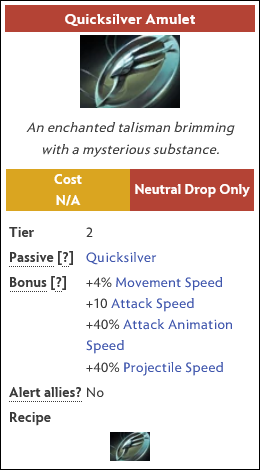 Quicksilver Amulet
An enchanted talisman brimming
with a mysterious substance.
Cost
N/A
Neutral Drop Only
Tier 2
Passive [?] Quicksilver
Bonus [?] +4% Movement Speed
+10 Attack Speed
+40% Attack Animation
Speed
+40% Projectile Speed
Alert allies? No
Recipe